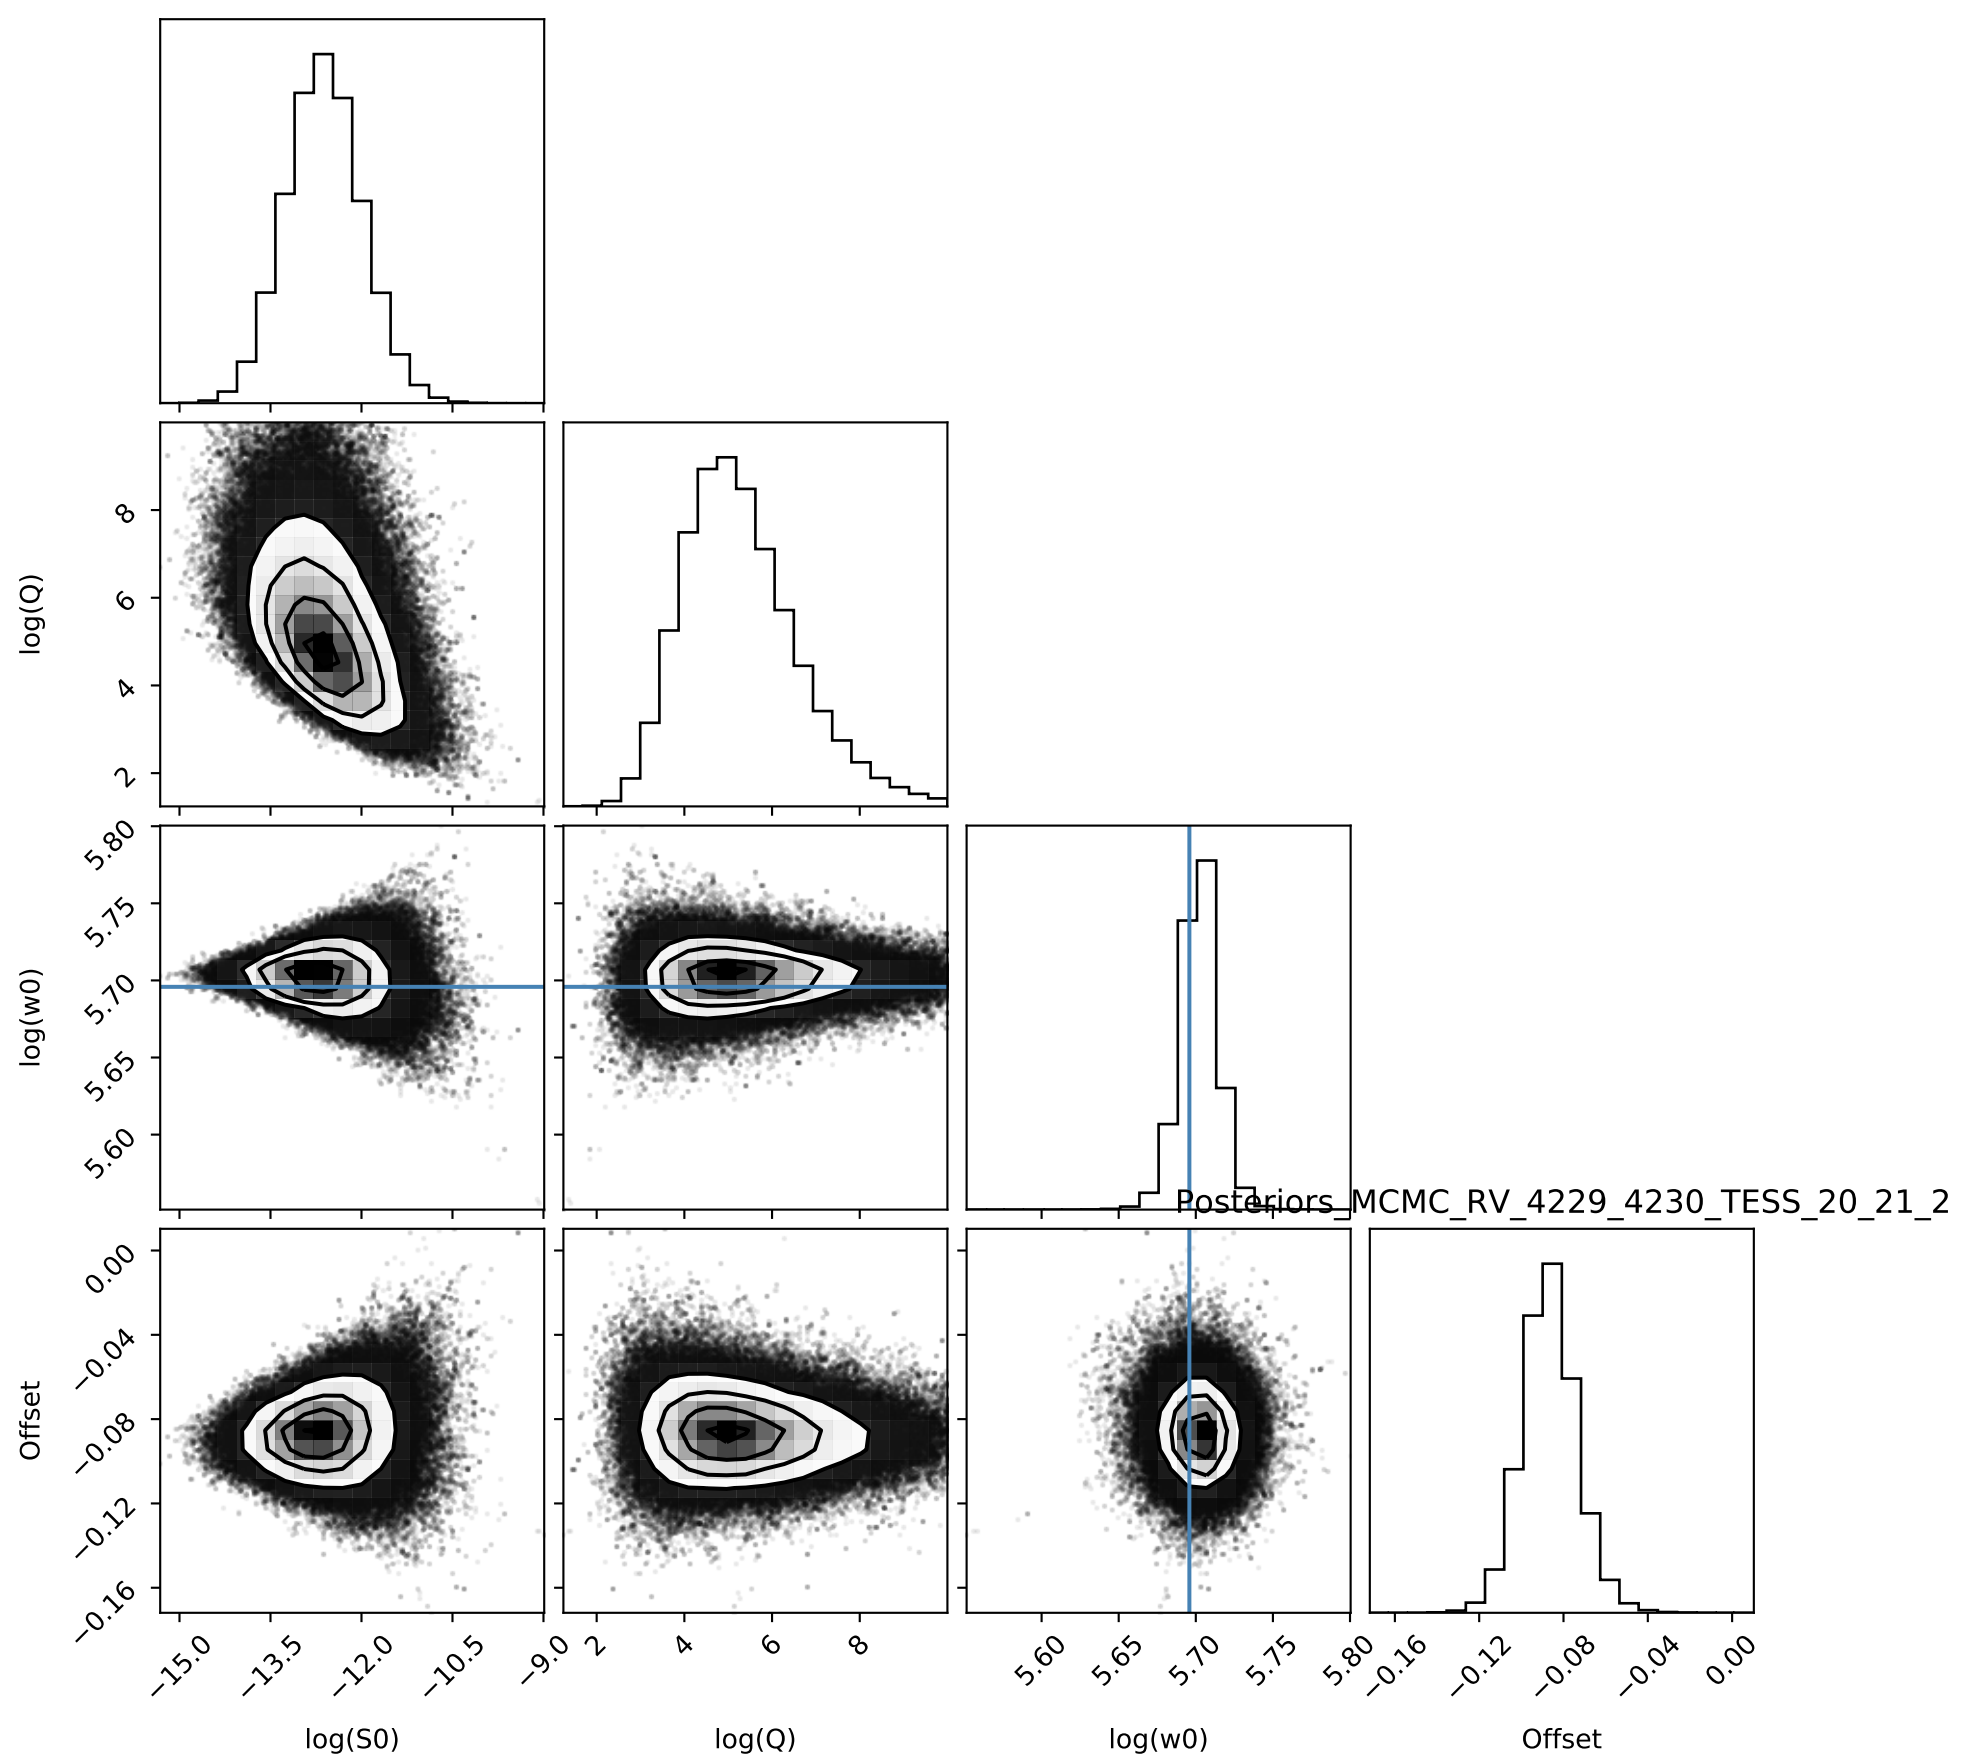 log(Q)
8
6
4
2
log(w0)
5.80
5.75
5.70
5.65
5.60
Posteriors_MCMC_RV_4229_4230_TESS_20_21_2
Offset
0.00
−0.04
−0.08
−0.12
−0.16
−15.0 −13.5 −12.0 −10.5 −9.0
2 4 6 8
5.60 5.65 5.70 5.75 5.80
−0.16 −0.12 −0.08 −0.04 0.00
log(S0) log(Q) log(w0) Offset